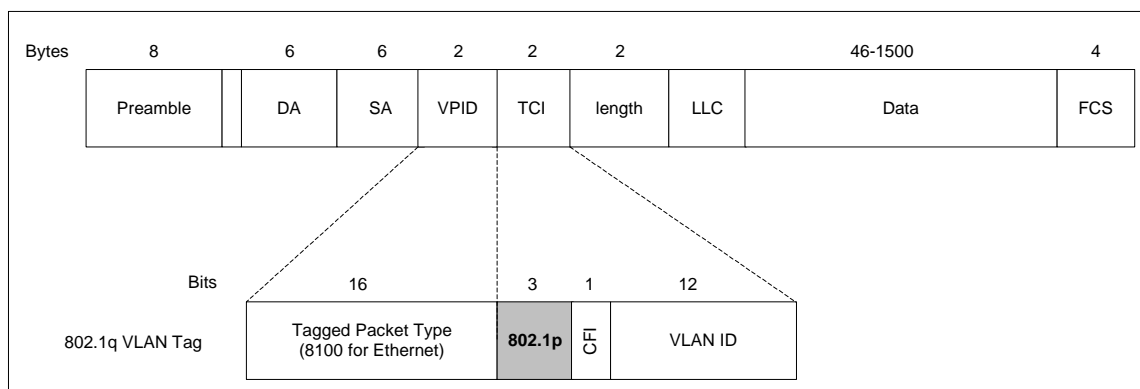 Bytes 8 6 6 2 2 2 46-1500 4
Preamble DA SA VPID TCI length LLC Data FCS
Bits 16 3 1 12
802.1q VLAN Tag
Tagged Packet Type
(8100 for Ethernet)
802.1p
CFI
VLAN ID